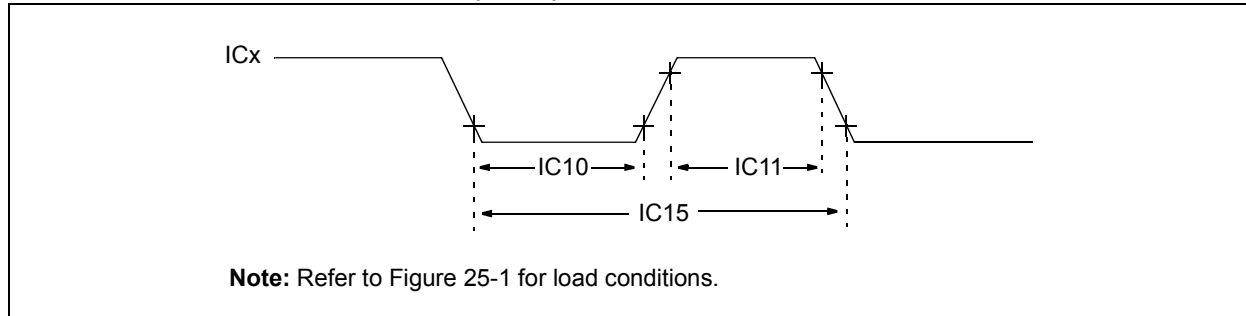 ICx
IC10
IC11
IC15
Note: Refer to Figure 25-1 for load conditions.